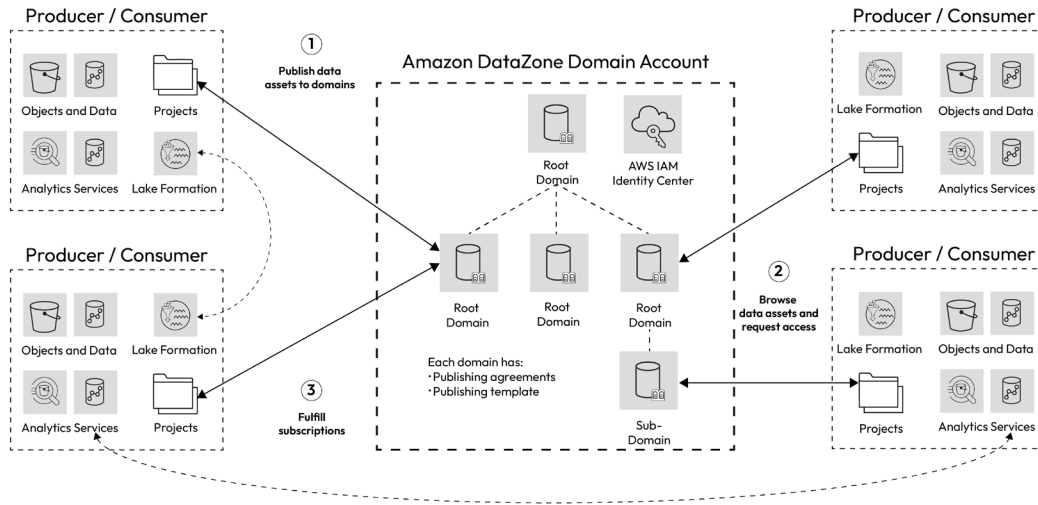 Producer / Consumer
Objects and Data
Projects
Analytics Services
Lake Formation
Producer / Consumer
Objects and Data
Lake Formation
Analytics Services
Projects
1
Publish data
assets to domains
3
Fulfill
subscriptions
Amazon DataZone Domain Account
Root
Domain
AWS IAM
Identity Center
Root
Domain
Root
Domain
Root
Domain
Each domain has:
•Publishing agreements
•Publishing template
Sub-
Domain
2
Browse
data assets and
request access
Producer / Consumer
Lake Formation
Objects and Data
Projects
Analytics Services
Producer / Consumer
Lake Formation
Objects and Data
Projects
Analytics Services